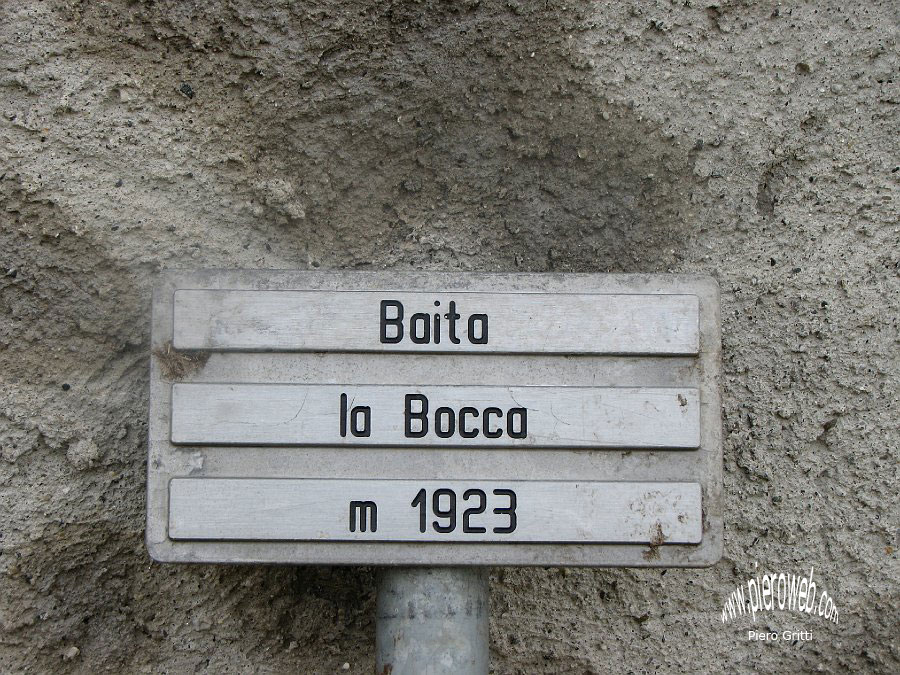 Baita
la Bocca
m 1923
www.pieroweb.com
Piero Gritti